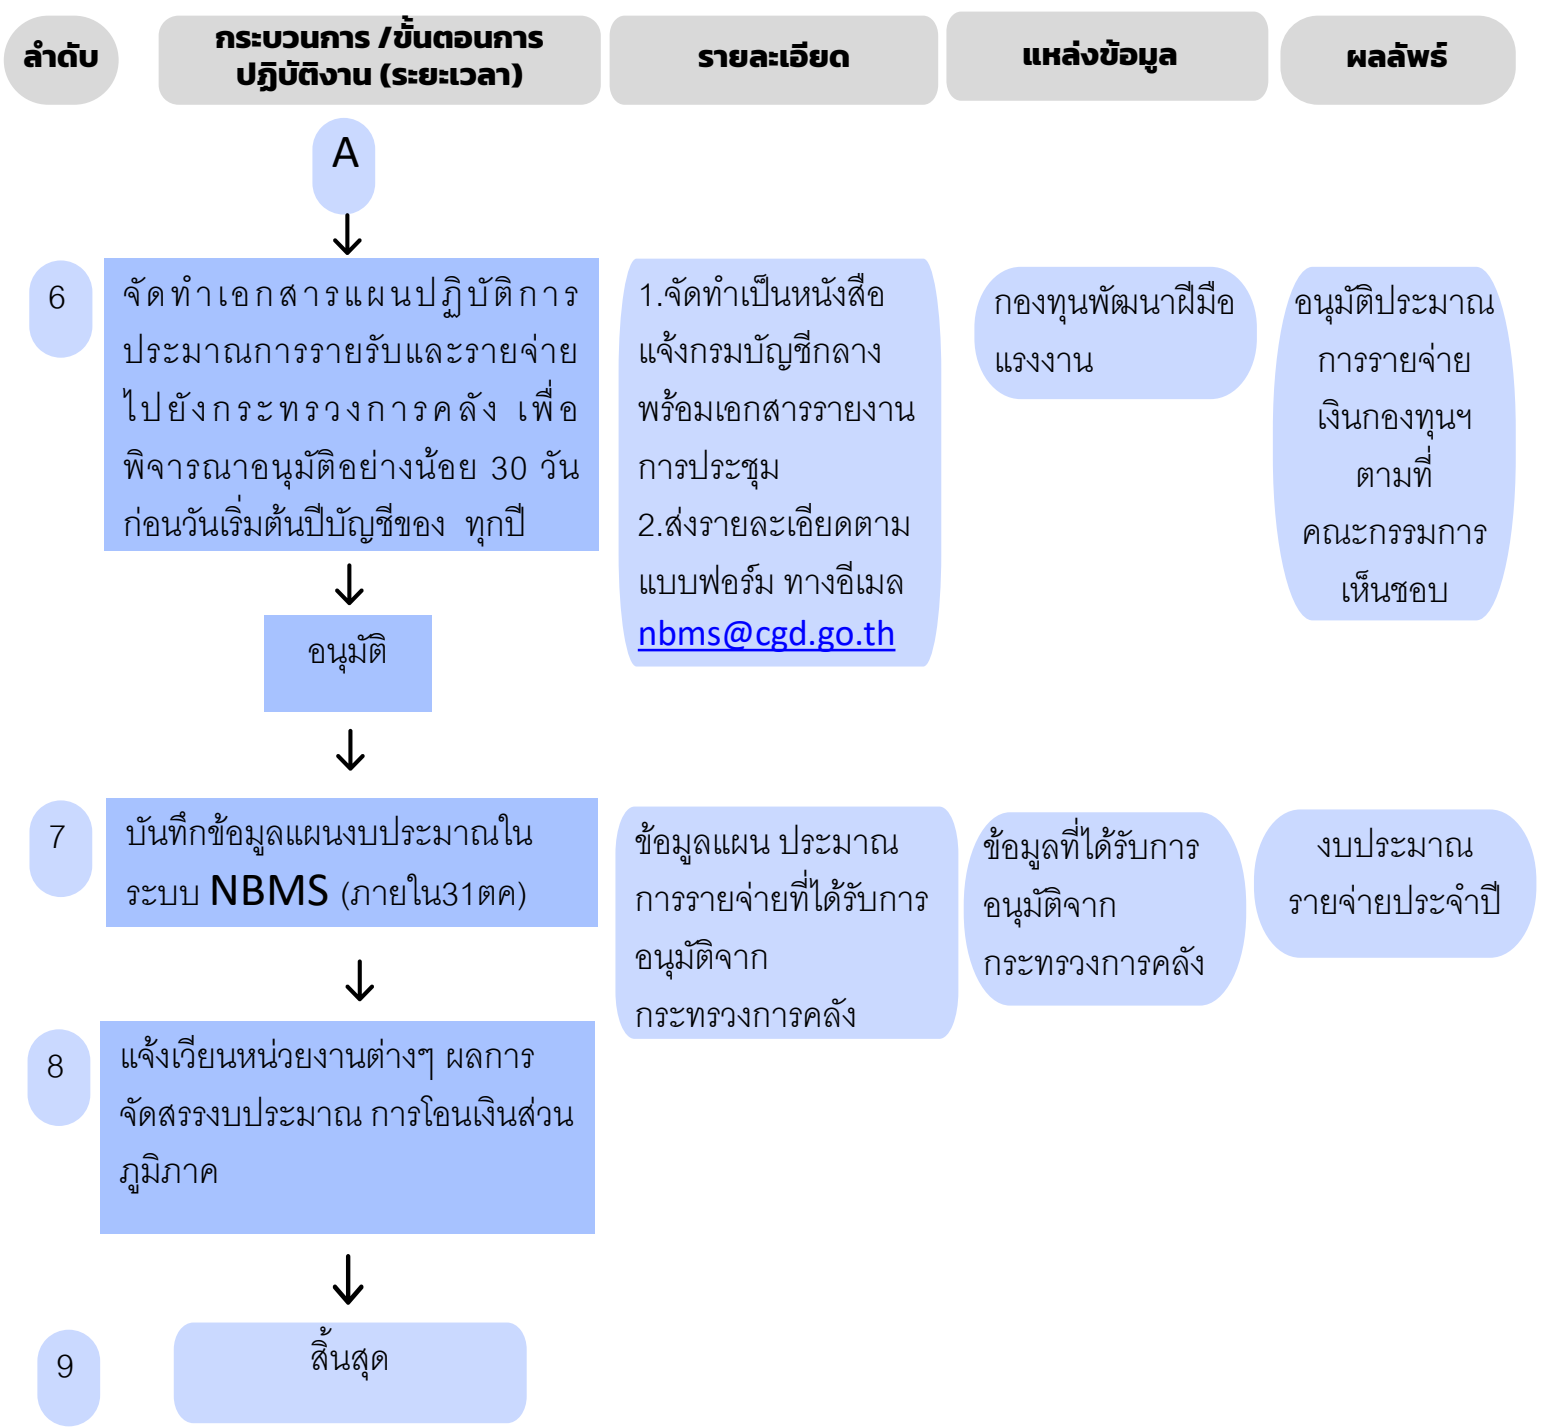 ลำดับ
กระบวนการ /ขั้นตอนการ
ปฏิบัติงาน (ระยะเวลา)
รายละเอียด
แหล่งข้อมูล
ผลลัพธ์
A
6
จัดทำเอกสารแผนปฏิบัติการ
ประมาณการรายรับและรายจ่าย
ไปยังกระทรวงการคลัง เพื่อ
พิจารณาอนุมัติอย่างน้อย 30 วัน
ก่อนวันเริ่มต้นปีบัญชีของ ทุกปี
1.จัดทำเป็นหนังสือ
แจ้งกรมบัญชีกลาง
พร้อมเอกสารรายงาน
การประชุม
2.ส่งรายละเอียดตาม
แบบฟอร์ม ทางอีเมล
nbms@cgd.go.th
กองทุนพัฒนาฝีมือ
แรงงาน
อนุมัติประมาณ
การรายจ่าย
เงินกองทุนฯ
ตามที่
คณะกรรมการ
เห็นชอบ
อนุมัติ
7
บันทึกข้อมูลแผนงบประมาณใน
ระบบ NBMS (ภายใน31ตค)
ข้อมูลแผน ประมาณ
การรายจ่ายที่ได้รับการ
อนุมัติจาก
กระทรวงการคลัง
ข้อมูลที่ได้รับการ
อนุมัติจาก
กระทรวงการคลัง
งบประมาณ
รายจ่ายประจำปี
8
แจ้งเวียนหน่วยงานต่างๆ ผลการ
จัดสรรงบประมาณ การโอนเงินส่วน
ภูมิภาค
9
สิ้นสุด